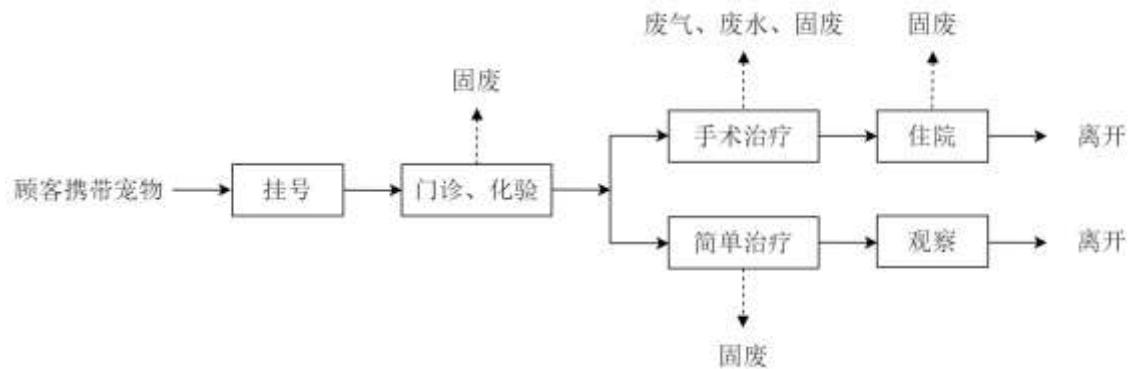 废气、废水、固废
固废
固废
手术治疗
住院
离开
顾客携带宠物
挂号
门诊、化验
简单治疗
观察
离开
固废